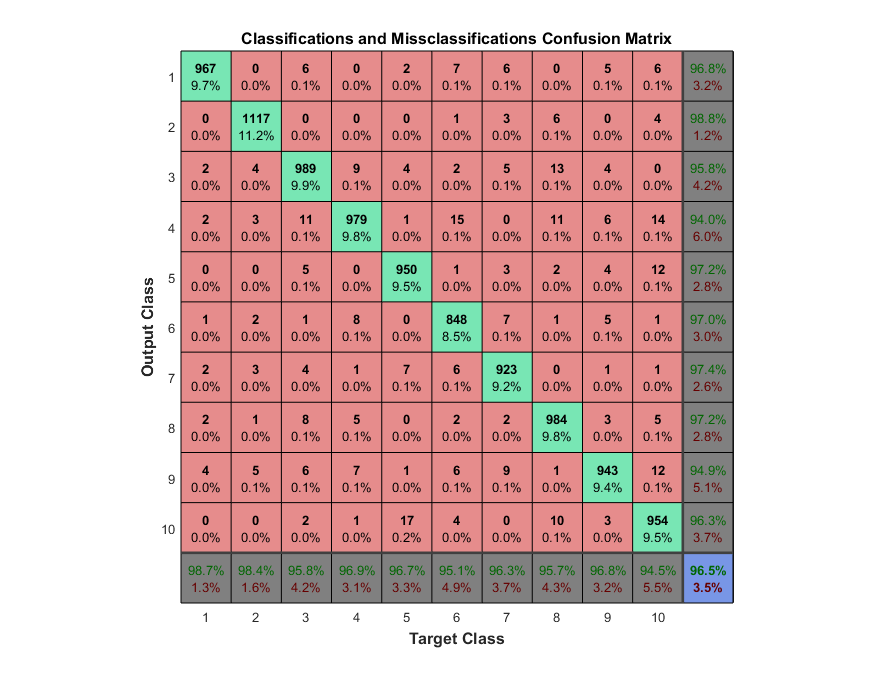 Classifications and Missclassifications Confusion Matrix
967 0 6 0 2 7 6 0 5 6 96.8%
1
9.7% 0.0% 0.1% 0.0% 0.0% 0.1% 0.1% 0.0% 0.1% 0.1% 3.2%
0 1117 0 0 0 1 3 6 0 4 98.8%
2
0.0% 11.2% 0.0% 0.0% 0.0% 0.0% 0.0% 0.1% 0.0% 0.0% 1.2%
2 4 989 9 4 2 5 13 4 0 95.8%
3
0.0% 0.0% 9.9% 0.1% 0.0% 0.0% 0.1% 0.1% 0.0% 0.0% 4.2%
2 3 11 979 1 15 0 11 6 14 94.0%
4
0.0% 0.0% 0.1% 9.8% 0.0% 0.1% 0.0% 0.1% 0.1% 0.1% 6.0%
0 0 5 0 950 1 3 2 4 12 97.2%
5
0.0% 0.0% 0.1% 0.0% 9.5% 0.0% 0.0% 0.0% 0.0% 0.1% 2.8%
1 2 1 8 0 848 7 1 5 1 97.0%
6
0.0% 0.0% 0.0% 0.1% 0.0% 8.5% 0.1% 0.0% 0.1% 0.0% 3.0%
2 3 4 1 7 6 923 0 1 1 97.4%
7
0.0% 0.0% 0.0% 0.0% 0.1% 0.1% 9.2% 0.0% 0.0% 0.0% 2.6%
2 1 8 5 0 2 2 984 3 5 97.2%
8
0.0% 0.0% 0.1% 0.1% 0.0% 0.0% 0.0% 9.8% 0.0% 0.1% 2.8%
4 5 6 7 1 6 9 1 943 12 94.9%
9
0.0% 0.1% 0.1% 0.1% 0.0% 0.1% 0.1% 0.0% 9.4% 0.1% 5.1%
0 0 2 1 17 4 0 10 3 954 96.3%
10
0.0% 0.0% 0.0% 0.0% 0.2% 0.0% 0.0% 0.1% 0.0% 9.5% 3.7%
98.7% 98.4% 95.8% 96.9% 96.7% 95.1% 96.3% 95.7% 96.8% 94.5% 96.5%
1.3% 1.6% 4.2% 3.1% 3.3% 4.9% 3.7% 4.3% 3.2% 5.5% 3.5%
1 2 3 4 5 6 7 8 9 10
Target Class
Output Class